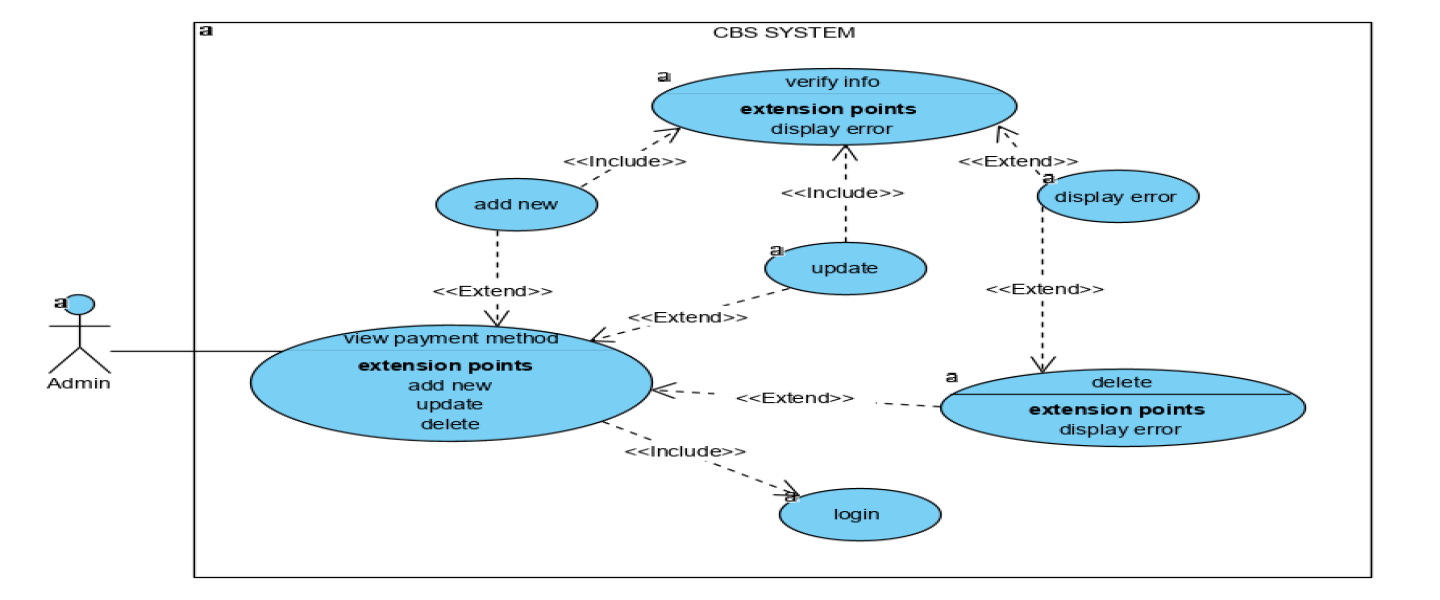 a
CBS SYSTEM
a
verify info
extension points
display error
<<Include>>
<<Extend>>
a
display error
add new
<<Include>>
a
update
<<Extend>>
<<Extend>>
a
<<Extend>>
view payment method
extension points
add new
update
delete
Admin
a
delete
extension points
display error
<<Extend>>
<<Include>>
a
login